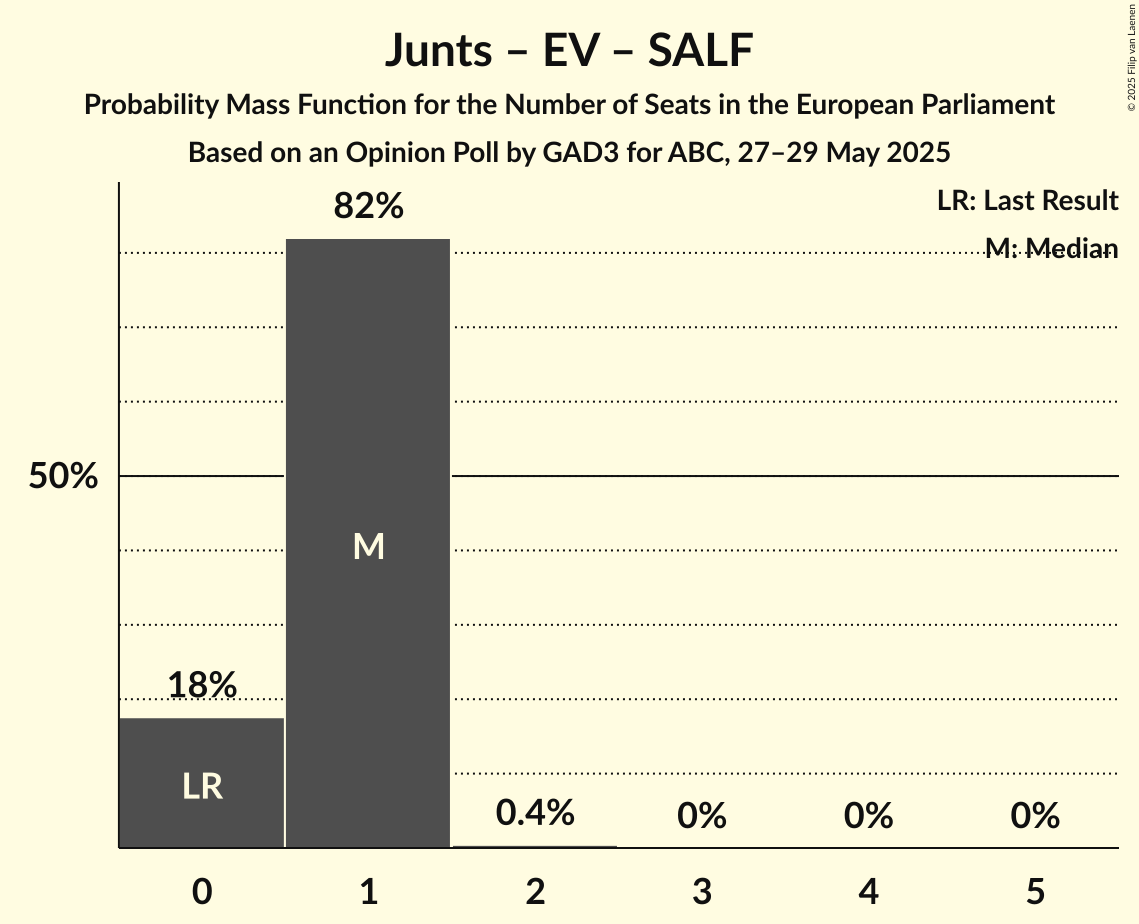 Junts – EV – SALF
Probability Mass Function for the Number of Seats in the European Parliament
Based on an Opinion Poll by GAD3 for ABC, 27–29 May 2025
© 2025 Filip van Laenen
LR: Last Result
M: Median
82%
50%
M
18%
LR
0.4%
0%
0%
0%
0
1
2
3
4
5